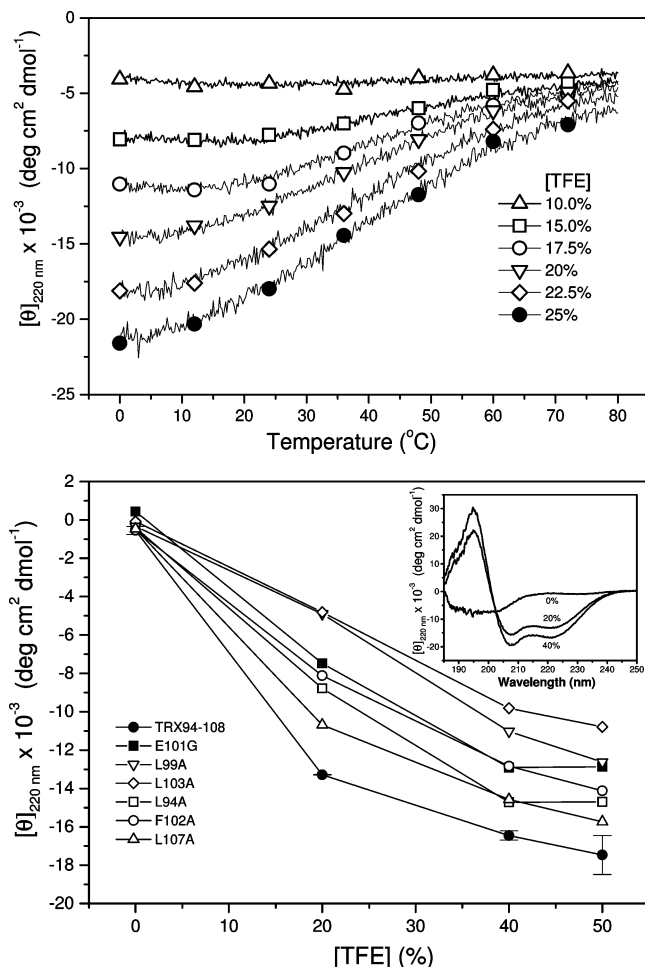 0
-5
-10
-15
-20
-25
[θ]220 nm x 10-3 (deg cm2 dmol-1)
[TFE]
10.0%
15.0%
17.5%
20%
22.5%
25%
0 10 20 30 40 50 60 70 80
Temperature (oC)
2
0
-2
-4
-6
-8
-10
-12
-14
-16
-18
-20
[θ]220 nm x 10-3 (deg cm2 dmol-1)
30
20
10
0
-10
-20
[θ]220 nm x 10-3 (deg cm2 dmol-1)
0%
20%
40%
190 200 210 220 230 240 250
Wavelength (nm)
TRX94-108
E101G
L99A
L103A
L94A
F102A
L107A
0 10 20 30 40 50
[TFE] (%)